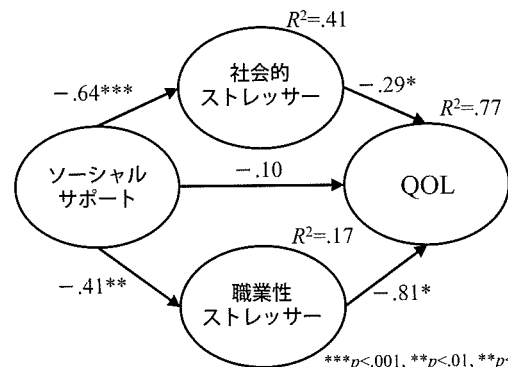 R²=.41
社会的
ストレッサー
−.64***
−.29*
R²=.77
ソーシャル
サポート
−.10
QOL
R²=.17
−.41**
職業性
ストレッサー
−.81*
***p<.001, **p<.01, **p<